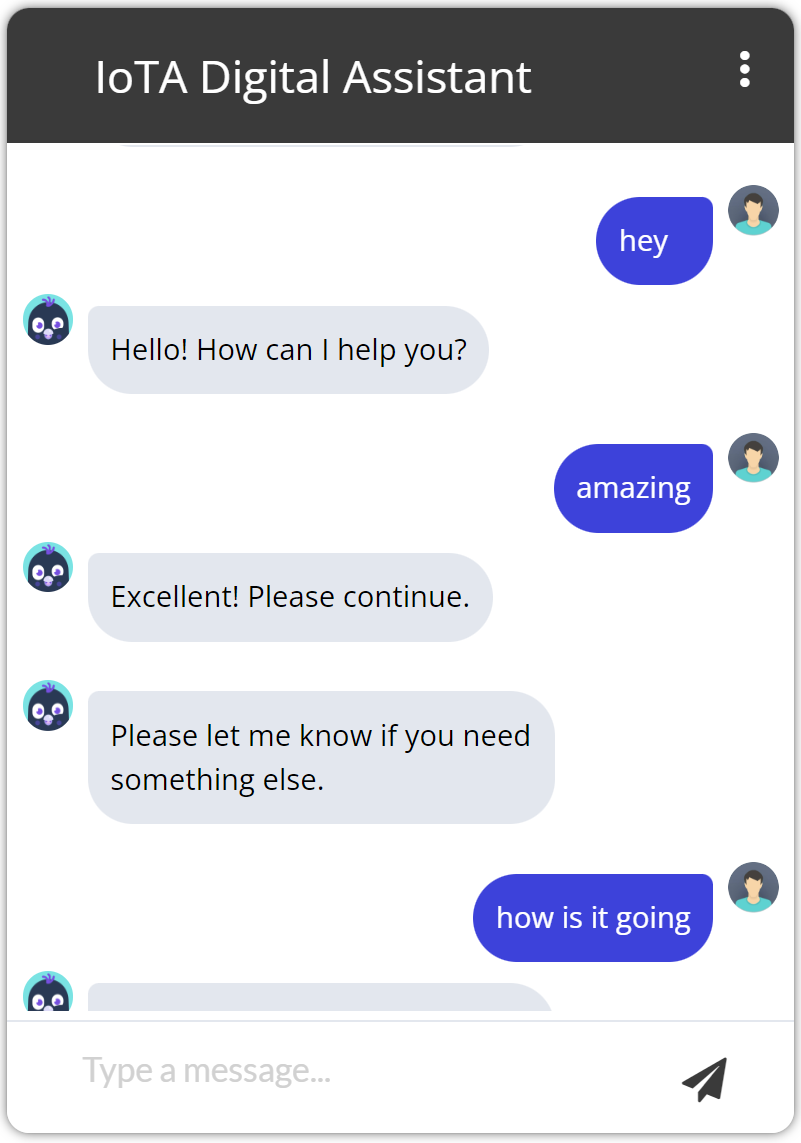 IoTA Digital Assistant
hey
Hello! How can I help you?
amazing
Excellent! Please continue.
Please let me know if you need
something else.
how is it going
Type a message...